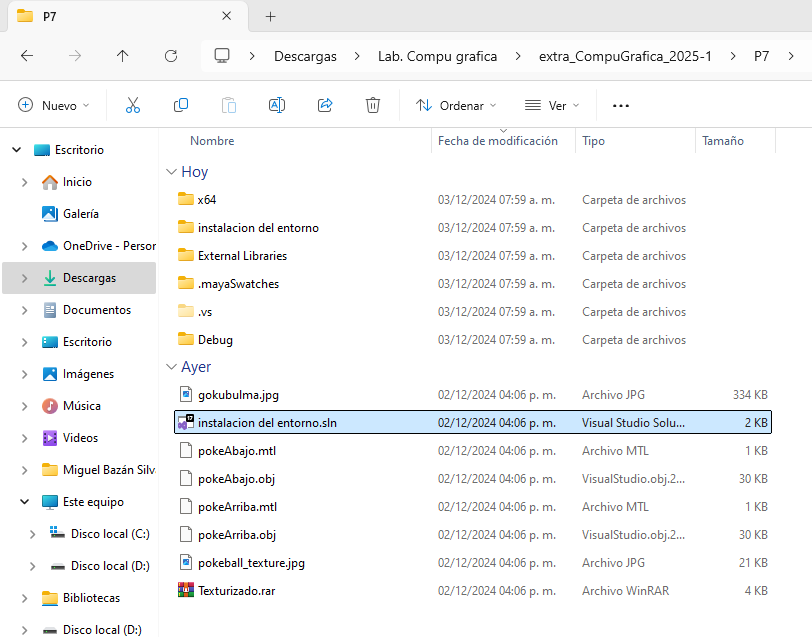 P7
Descargas
Lab. Compu grafica
extra_CompuGrafica_2025-1
P7
Nuevo
Ordenar
Ver
Nombre
Fecha de modificación
Tipo
Tamaño
Escritorio
Inicio
Galería
OneDrive - Person
Descargas
Documentos
Escritorio
Imágenes
Música
Videos
Miguel Bazán Silva
Este equipo
Disco local (C:)
Disco local (D:)
Bibliotecas
Disco local (D:)
Hoy
x64 03/12/2024 07:59 a. m. Carpeta de archivos
instalacion del entorno 03/12/2024 07:59 a. m. Carpeta de archivos
External Libraries 03/12/2024 07:59 a. m. Carpeta de archivos
.mayaSwatches 03/12/2024 07:59 a. m. Carpeta de archivos
.vs 03/12/2024 07:59 a. m. Carpeta de archivos
Debug 03/12/2024 07:59 a. m. Carpeta de archivos
Ayer
gokubulma.jpg 02/12/2024 04:06 p. m. Archivo JPG 334 KB
instalacion del entorno.sln 02/12/2024 04:06 p. m. Visual Studio Solu... 2 KB
pokeAbajo.mtl 02/12/2024 04:06 p. m. Archivo MTL 1 KB
pokeAbajo.obj 02/12/2024 04:06 p. m. VisualStudio.obj.2... 30 KB
pokeArriba.mtl 02/12/2024 04:06 p. m. Archivo MTL 1 KB
pokeArriba.obj 02/12/2024 04:06 p. m. VisualStudio.obj.2... 30 KB
pokeball_texture.jpg 02/12/2024 04:06 p. m. Archivo JPG 21 KB
Texturizado.rar 02/12/2024 04:06 p. m. Archivo WinRAR 4 KB